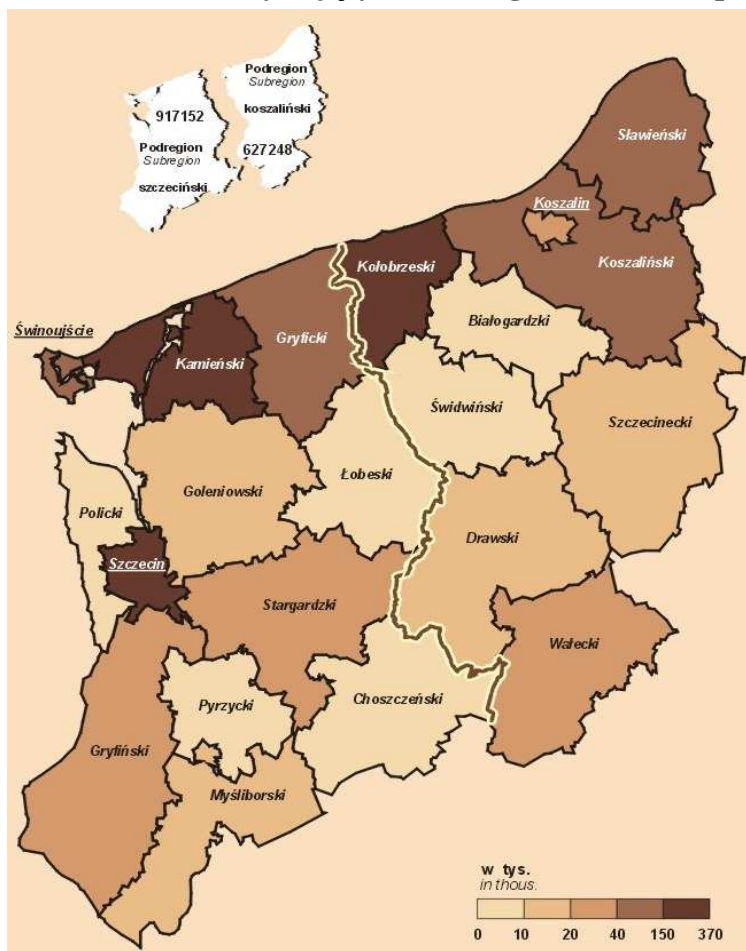 Podregion
Subregion
koszaliński
627248
917152
Podregion
Subregion
szczeciński
Sławieński
Koszalin
Koszaliński
Kołobrzeski
Białogardzki
Świnoujście
Kamieński
Gryficki
Świdwiński
Szczecinecki
Łobeski
Goleniowski
Policki
Drawski
Szczecin
Stargardzki
Wałecki
Choszczeński
Pyrzycki
Gryfiński
Myśliborski
w tys.
in thous.
0 10 20 40 150 370